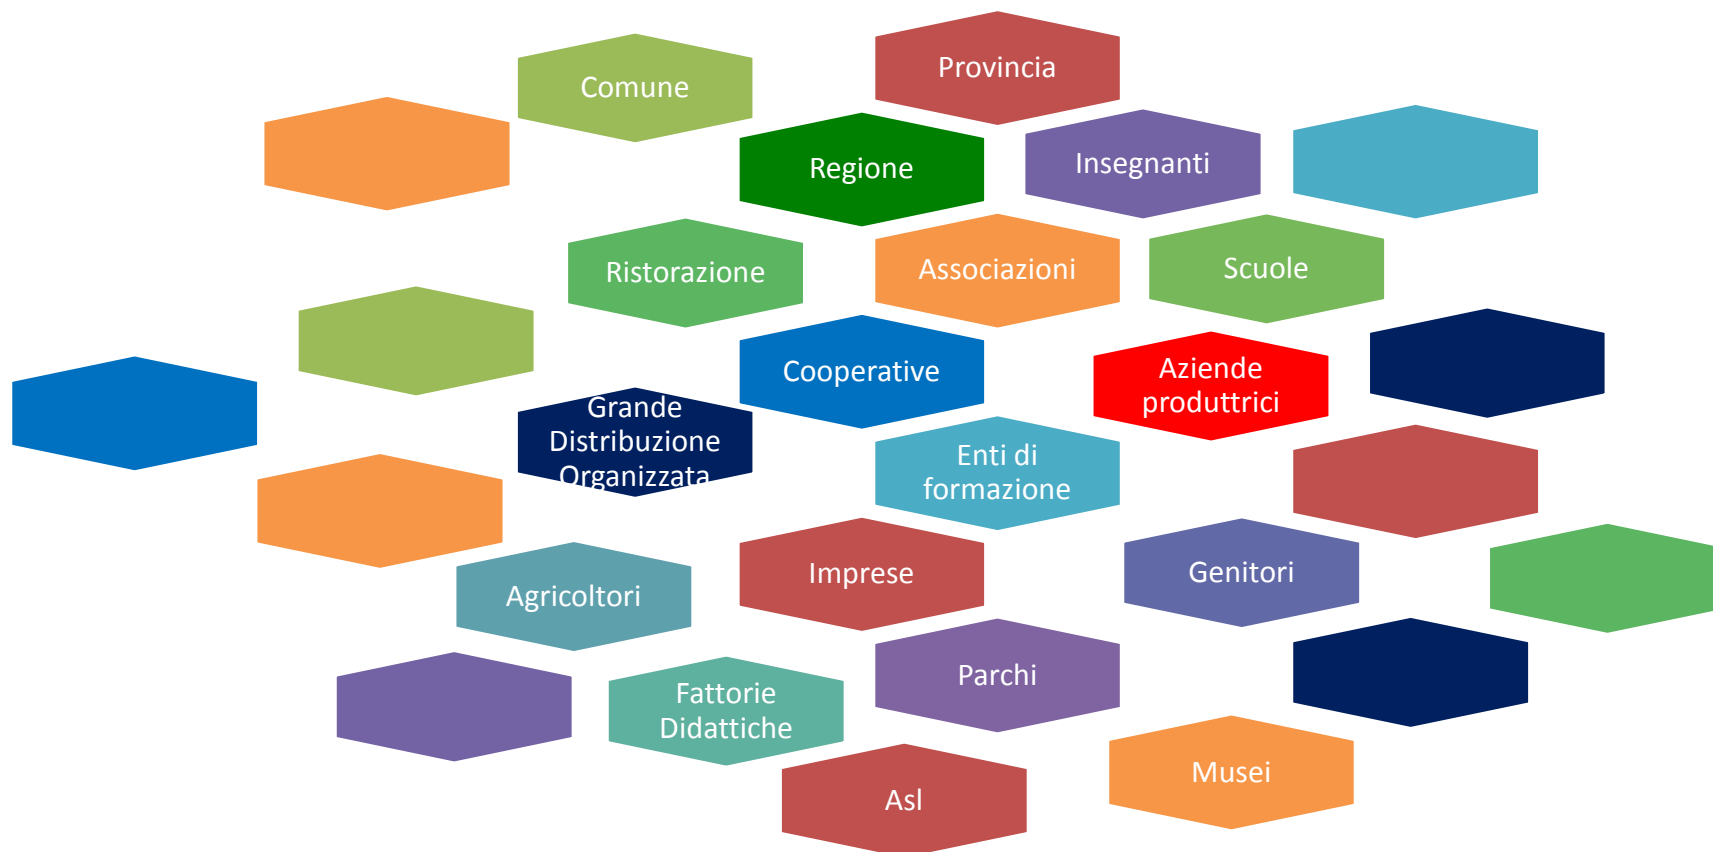 Provincia
Comune
Regione
Insegnanti
Ristorazione
Associazioni
Scuole
Cooperative
Aziende
produttrici
Grande
Distribuzione
Organizzata
Enti di
formazione
Imprese
Genitori
Agricoltori
Parchi
Fattorie
Didattiche
Musei
Asl